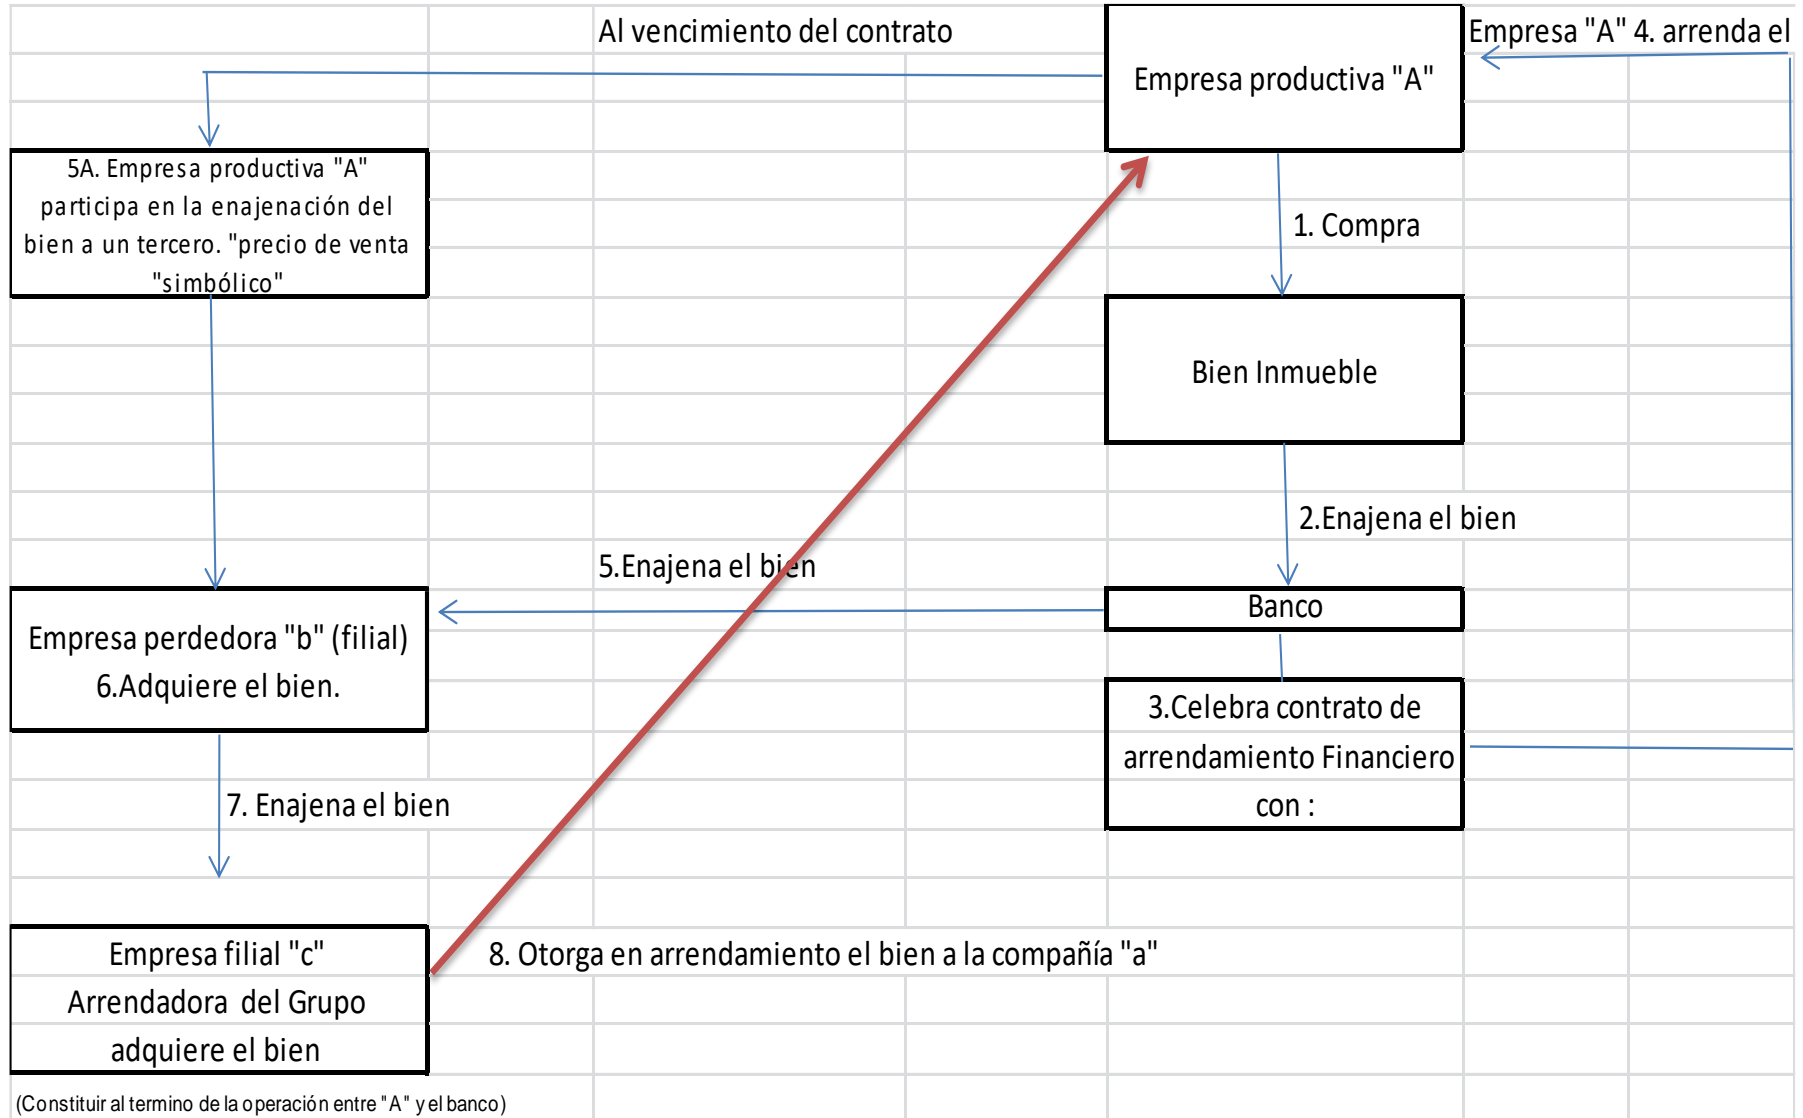 Al vencimiento del contrato
Empresa productiva "A"
Empresa "A" 4. arrenda el
5A. Empresa productiva "A"
participa en la enajenación del
bien a un tercero. "precio de venta
"simbólico"
1. Compra
Bien Inmueble
2.Enajena el bien
5.Enajena el bien
Banco
Empresa perdedora "b" (filial)
6.Adquiere el bien.
3.Celebra contrato de
arrendamiento Financiero
con :
7. Enajena el bien
Empresa filial "c"
Arrendadora del Grupo
adquiere el bien
8. Otorga en arrendamiento el bien a la compañía "a"
(Constituir al termino de la operación entre "A" y el banco)